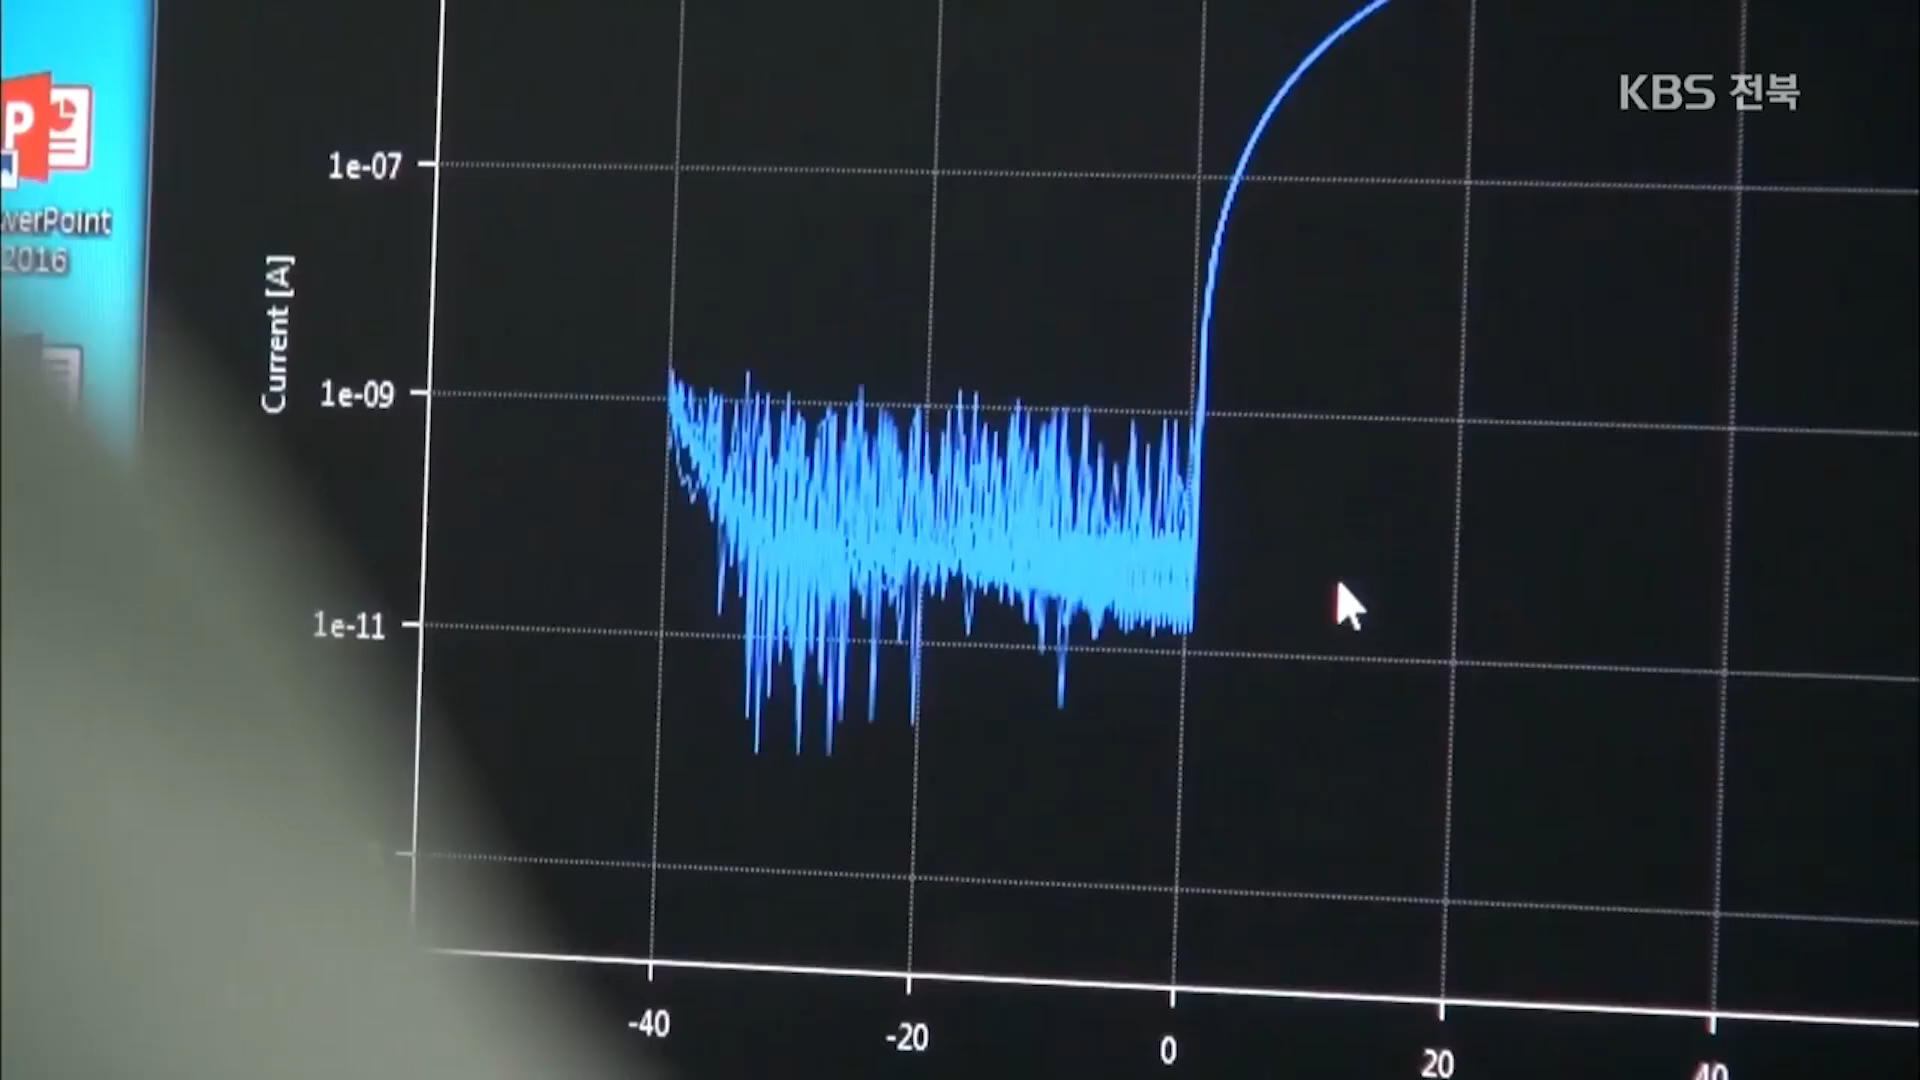 KBS 전북
P
werPoint
2016
1e-07
Current [A]
1e-09
1e-11
-40
-20
0
20
40